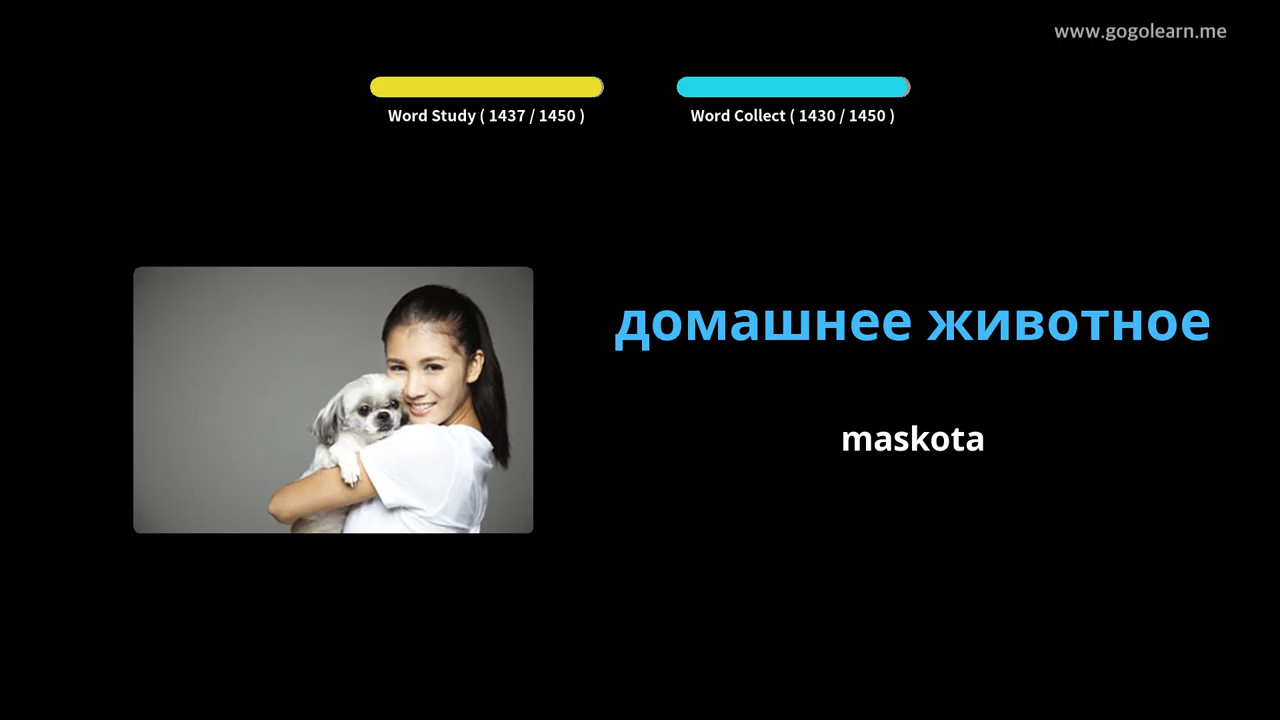 www.gogolearn.me
Word Study ( 1437 / 1450 )
Word Collect ( 1430 / 1450 )
домашнее животное
maskota